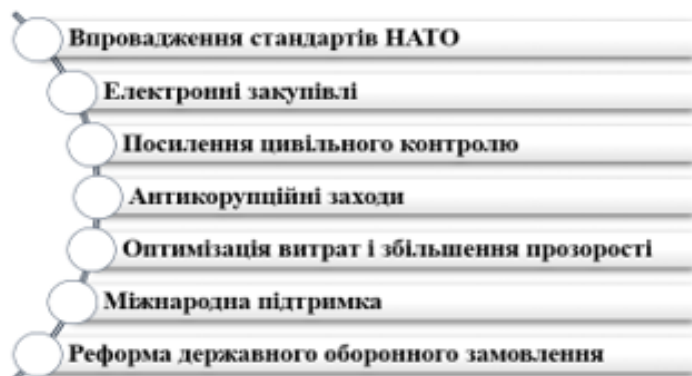 Впровадження стандартів НАТО
Електронні закупівлі
Посилення цивільного контролю
Антикорупційні заходи
Оптимізація витрат і збільшення прозорості
Міжнародна підтримка
Реформа державного оборонного замовлення